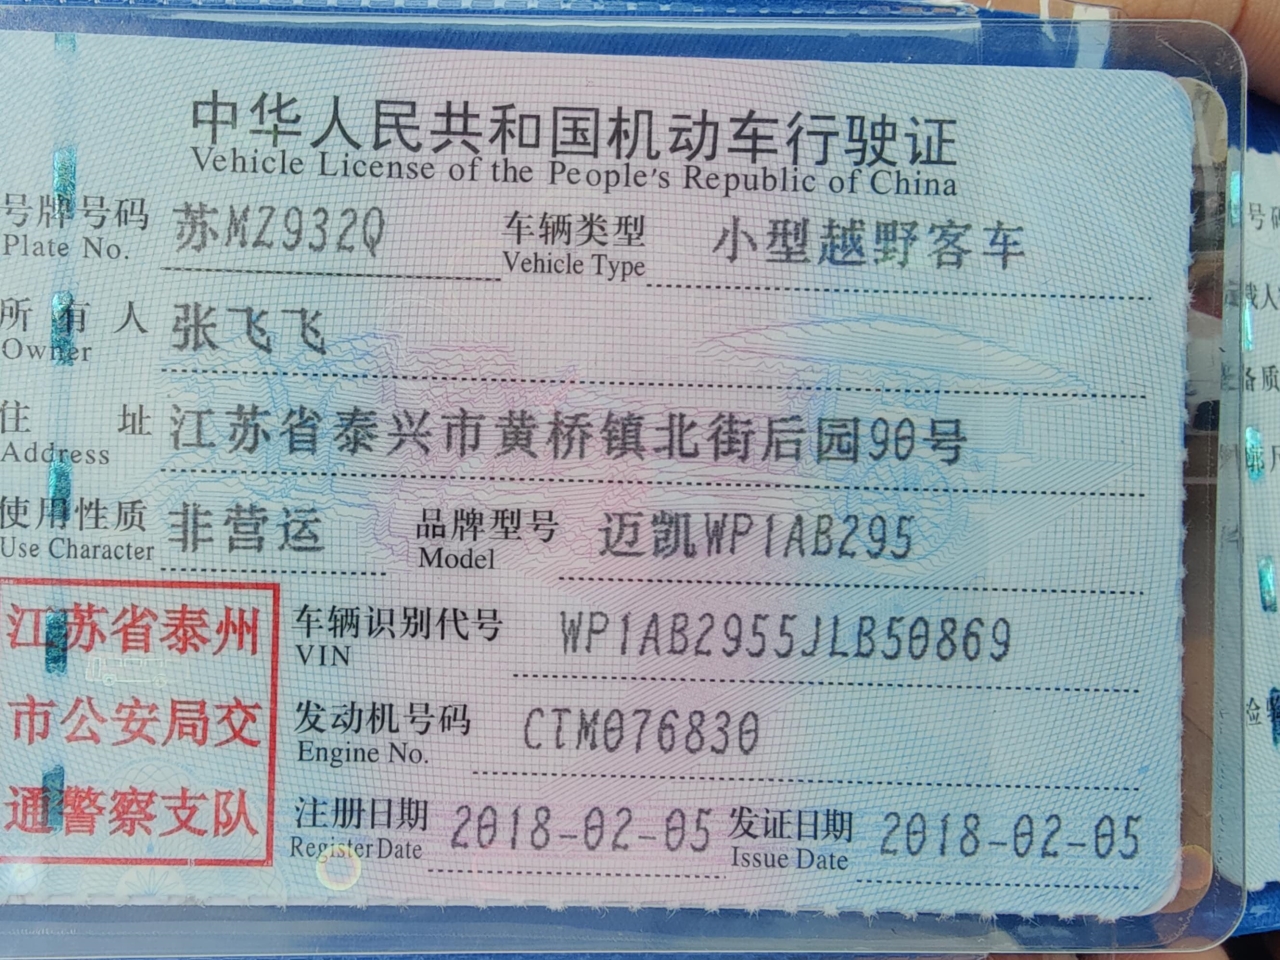 中华人民共和国机动车行驶证
Vehicle License of the People's Republic of China
号牌号码 苏MZ932Q 车辆类型 小型越野客车
Plate No. Vehicle Type
所有人 张飞飞
Owner
住址 江苏省泰兴市黄桥镇北街后园90号
Address
使用性质 非营运 品牌型号 迈凯WP1AB295
Use Character Model
江苏省泰州
市公安局交
通警察支队
车辆识别代号 WP1AB2955JLB50869
VIN
发动机号码 CTM076830
Engine No.
注册日期 2018-02-05 发证日期 2018-02-05
Register Date Issue Date